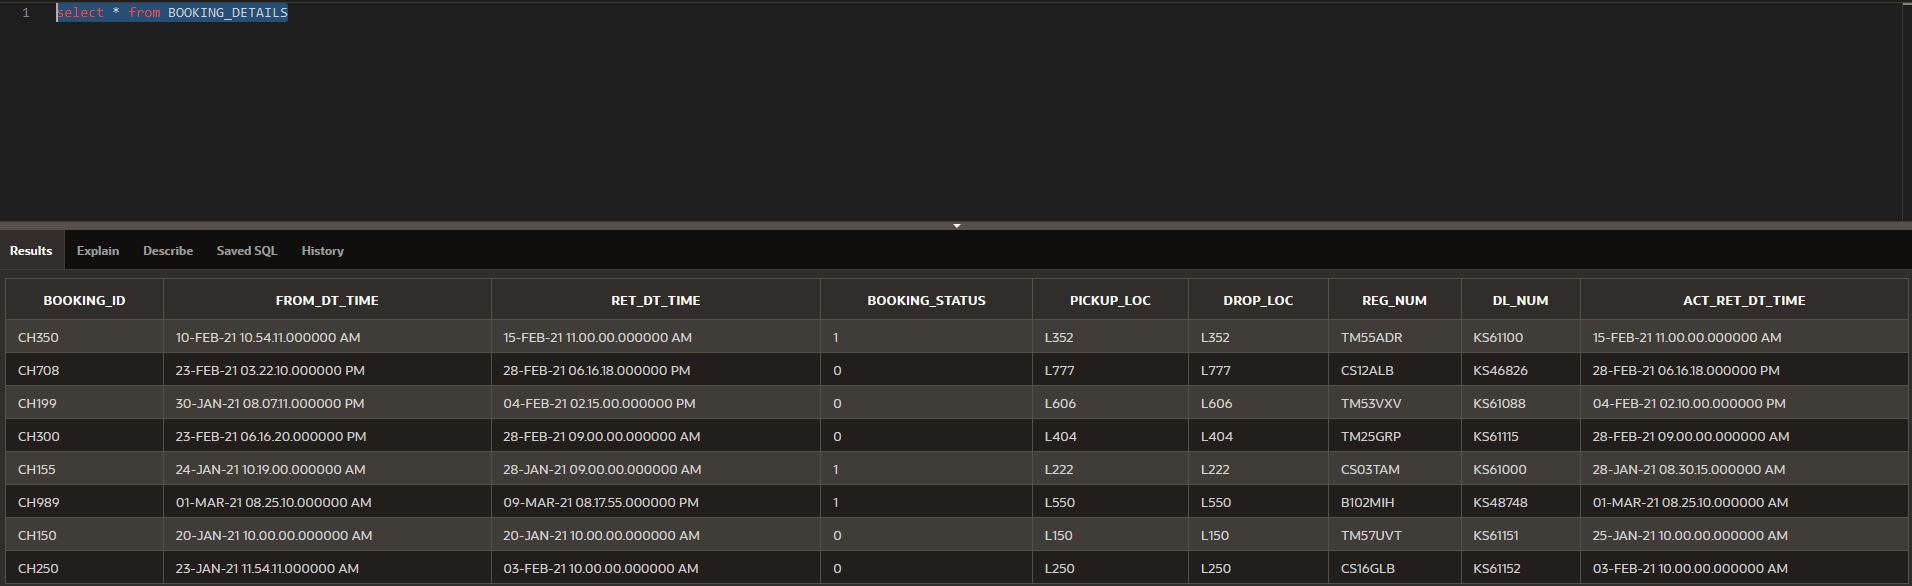 1 select * from BOOKING_DETAILS
Results Explain Describe Saved SQL History
BOOKING_ID FROM_DT_TIME RET_DT_TIME BOOKING_STATUS PICKUP_LOC DROP_LOC REG_NUM DL_NUM ACT_RET_DT_TIME
CH350 10-FEB-21 10.54.11.000000 AM 15-FEB-21 11.00.00.000000 AM 1 L352 L352 TM55ADR KS61100 15-FEB-21 11.00.00.000000 AM
CH708 23-FEB-21 03.22.10.000000 PM 28-FEB-21 06.16.18.000000 PM 0 L777 L777 CS12ALB KS46826 28-FEB-21 06.16.18.000000 PM
CH199 30-JAN-21 08.07.11.000000 PM 04-FEB-21 02.15.00.000000 PM 0 L606 L606 TM53VXV KS61088 04-FEB-21 02.10.00.000000 PM
CH300 23-FEB-21 06.16.20.000000 PM 28-FEB-21 09.00.00.000000 AM 0 L404 L404 TM25GRP KS61115 28-FEB-21 09.00.00.000000 AM
CH155 24-JAN-21 10.19.00.000000 AM 28-JAN-21 09.00.00.000000 AM 1 L222 L222 CS03TAM KS61000 28-JAN-21 08.30.15.000000 AM
CH989 01-MAR-21 08.25.10.000000 AM 09-MAR-21 08.17.55.000000 PM 1 L550 L550 B102MIH KS48748 01-MAR-21 08.25.10.000000 AM
CH150 20-JAN-21 10.00.00.000000 AM 20-JAN-21 10.00.00.000000 AM 0 L150 L150 TM57UVT KS61151 25-JAN-21 10.00.00.000000 AM
CH250 23-JAN-21 11.54.11.000000 AM 03-FEB-21 10.00.00.000000 AM 0 L250 L250 CS16GLB KS61152 03-FEB-21 10.00.00.000000 AM